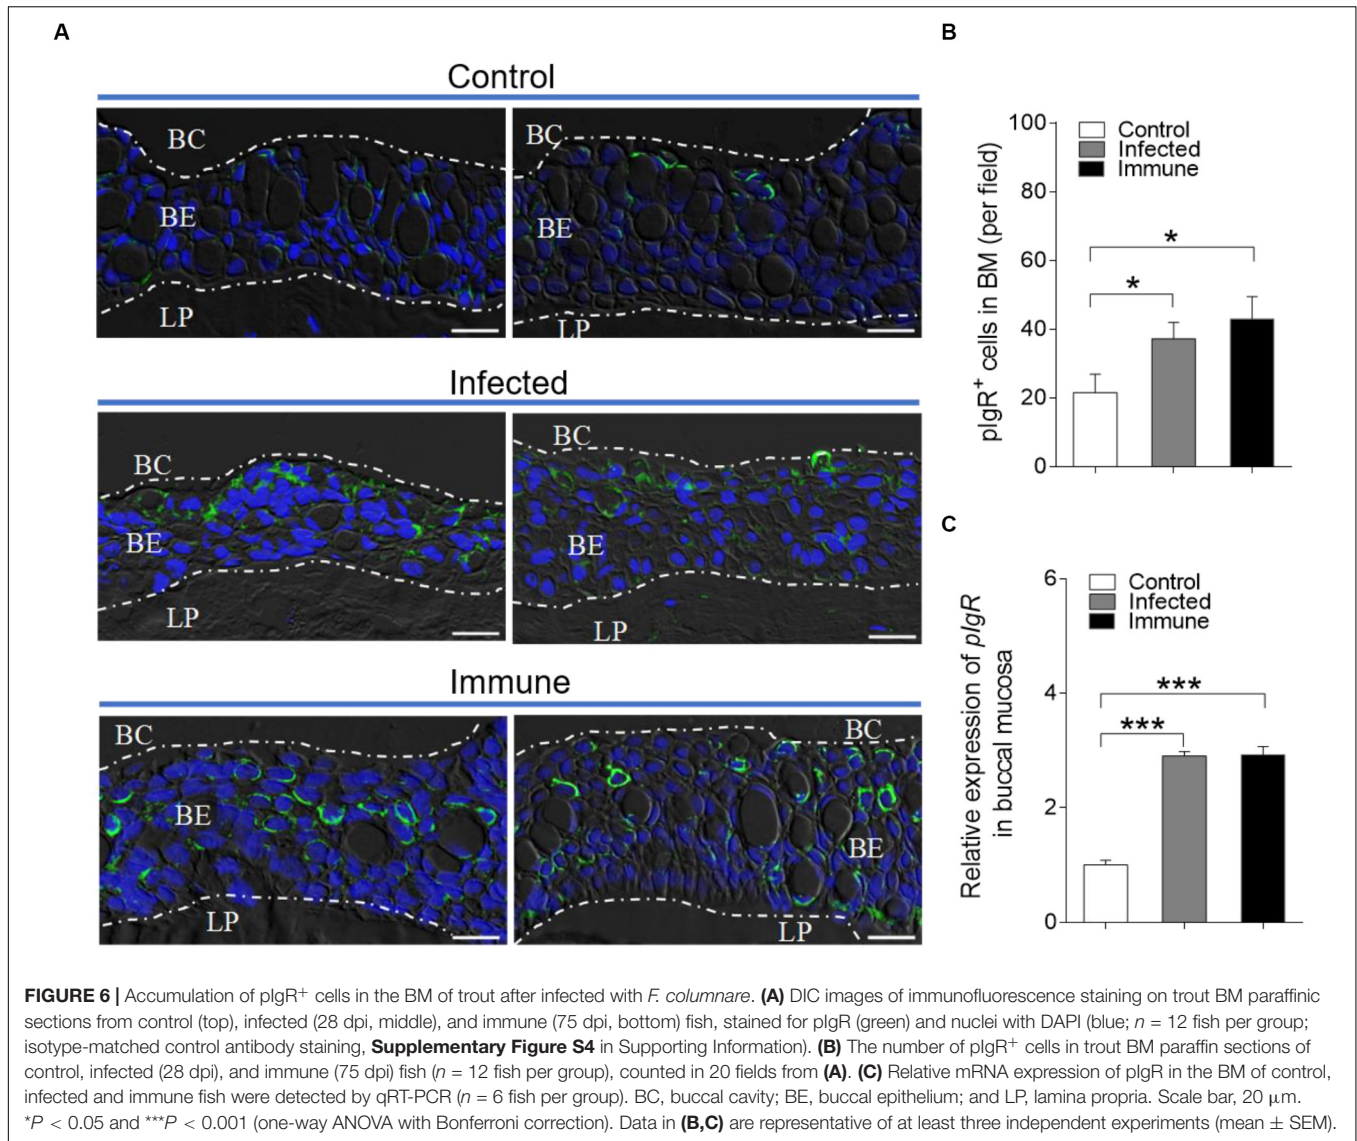 A
Control
BC
BE
LP
BC
BE
LP
Infected
BC
BE
LP
BC
BE
LP
Immune
BC
BE
LP
BC
BE
LP
B
pIgR+ cells in BM (per field)
100
80
60
40
20
0
Control
Infected
Immune
*
*
C
Relative expression of pIgR
in buccal mucosa
6
4
2
0
Control
Infected
Immune
***
***
FIGURE 6 | Accumulation of pIgR+ cells in the BM of trout after infected with F. columnare. (A) DIC images of immunofluorescence staining on trout BM paraffinic
sections from control (top), infected (28 dpi, middle), and immune (75 dpi, bottom) fish, stained for pIgR (green) and nuclei with DAPI (blue; n = 12 fish per group;
isotype-matched control antibody staining, Supplementary Figure S4 in Supporting Information). (B) The number of pIgR+ cells in trout BM paraffin sections of
control, infected (28 dpi), and immune (75 dpi) fish (n = 12 fish per group), counted in 20 fields from (A). (C) Relative mRNA expression of pIgR in the BM of control,
infected and immune fish were detected by qRT-PCR (n = 6 fish per group). BC, buccal cavity; BE, buccal epithelium; and LP, lamina propria. Scale bar, 20 μm.
*P < 0.05 and ***P < 0.001 (one-way ANOVA with Bonferroni correction). Data in (B,C) are representative of at least three independent experiments (mean ± SEM).